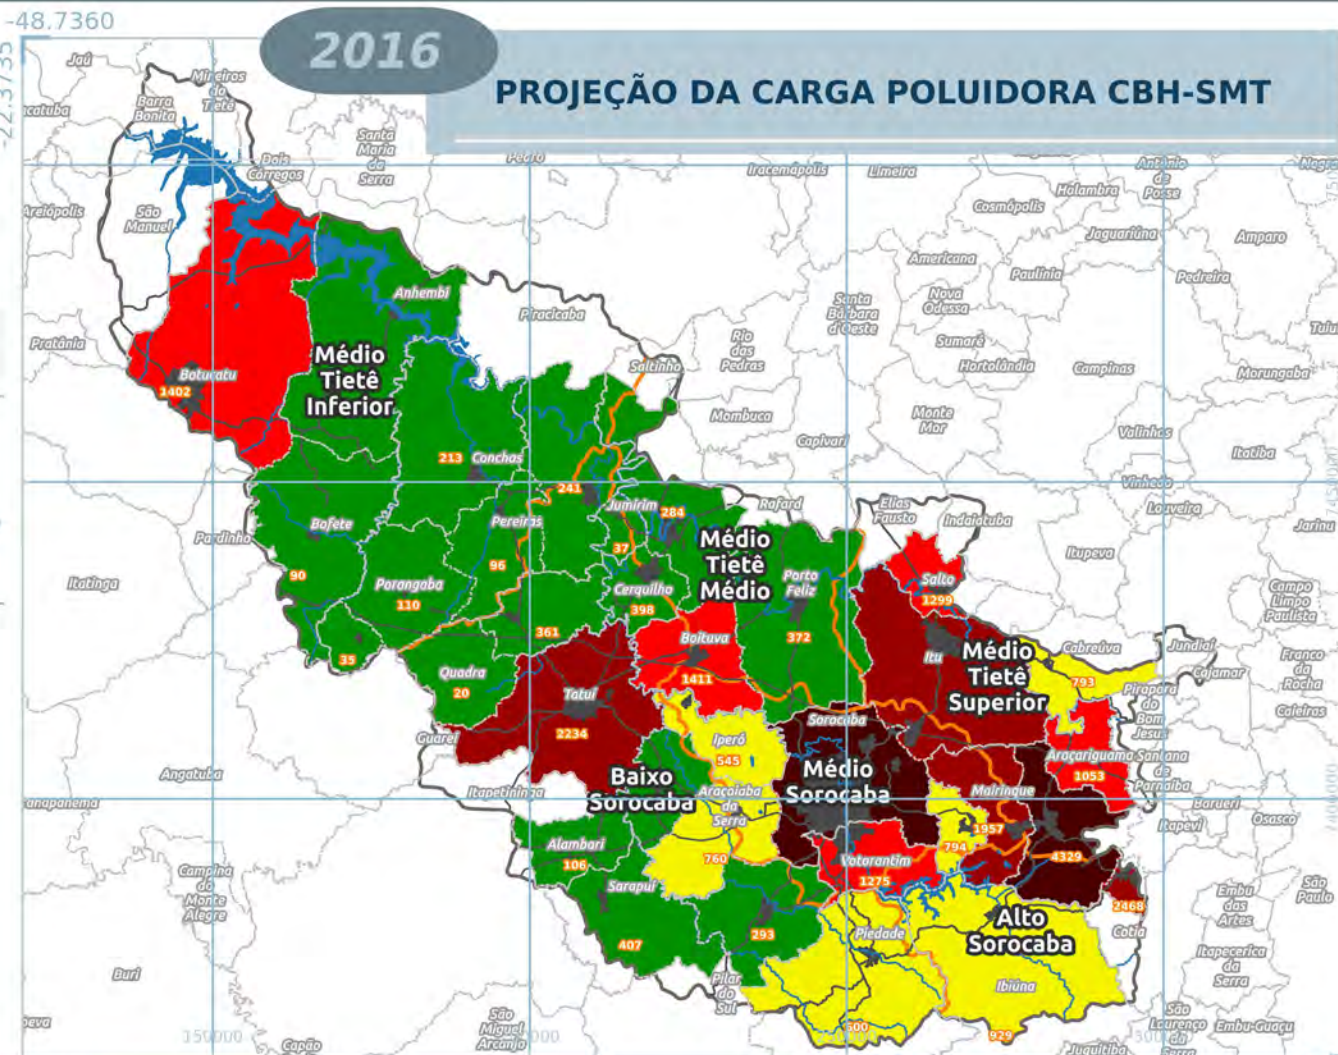 -48.7360
-22.3735
2016
PROJEÇÃO DA CARGA POLUIDORA CBH-SMT
Jaú
Mineiros
do
Tietê
Barra
Bonita
Santa
Maria
da
Serra
Dois
Córregos
Iracemápolis
Limeira
Holambra
Cosmópolis
Areiópolis
São
Manuel
Jaguariúna
Amparo
Americana
Paulínia
Pedreira
Anhembi
Piracicaba
Santa
Bárbara
d'Oeste
Nova
Odessa
Pratânia
Rio
das
Pedras
Sumaré
Hortolândia
Campinas
Morungaba
Saltinho
Médio
Tietê
Inferior
Botucatu
1402
Mombuca
Monte
Mor
Capivari
Valinhos
Itatiba
213
Conchas
241
Vinhedo
Jumirim
284
Rafard
Elias
Fausto
Indaiatuba
Louveira
Jarinu
Pardinho
Bofete
Pereiras
37
Médio
Tietê
Médio
Itupeva
Itatinga
90
96
Porangaba
110
Cerquilho
398
Porto
Feliz
372
Salto
1299
Campo
Limpo
Paulista
35
361
Boituva
1411
Quadra
20
Itu
Médio
Tietê
Superior
Cabreúva
793
Jundiaí
Cajamar
Franco
da
Rocha
Tatuí
2234
Pirapora
do
Bom
Jesus
Caieiras
Guareí
Sorocaba
Iperó
545
Araçariguama
1053
Santana
de
Parnaíba
Angatuba
Itapetininga
Baixo
Sorocaba
Médio
Sorocaba
Araçoiaba
da
Serra
760
Mairinque
1957
794
Barueri
Osasco
Itapevi
Alambari
106
Votorantim
1275
4329
Campina
do
Monte
Alegre
Sarapuí
407
293
2468
Cotia
Embu
das
Artes
São
Paulo
Alto
Sorocaba
Piedade
Ibiúna
Buri
Pilar
do
Sul
Itapecerica
da
Serra
São
Miguel
Arcanjo
929
São
Lourenço
da
Serra
Embu-Guaçu
150000
Capão
Juquitiba